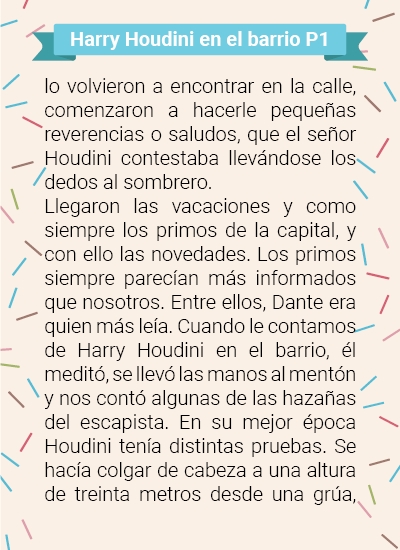 Harry Houdini en el barrio P1
lo volvieron a encontrar en la calle,
comenzaron a hacerle pequeñas
reverencias o saludos, que el señor
Houdini contestaba llevándose los
dedos al sombrero.
Llegaron las vacaciones y como
siempre los primos de la capital, y
con ello las novedades. Los primos
siempre parecían más informados
que nosotros. Entre ellos, Dante era
quien más leía. Cuando le contamos
de Harry Houdini en el barrio, él
meditó, se llevó las manos al mentón
y nos contó algunas de las hazañas
del escapista. En su mejor época
Houdini tenía distintas pruebas. Se
hacía colgar de cabeza a una altura
de treinta metros desde una grúa,